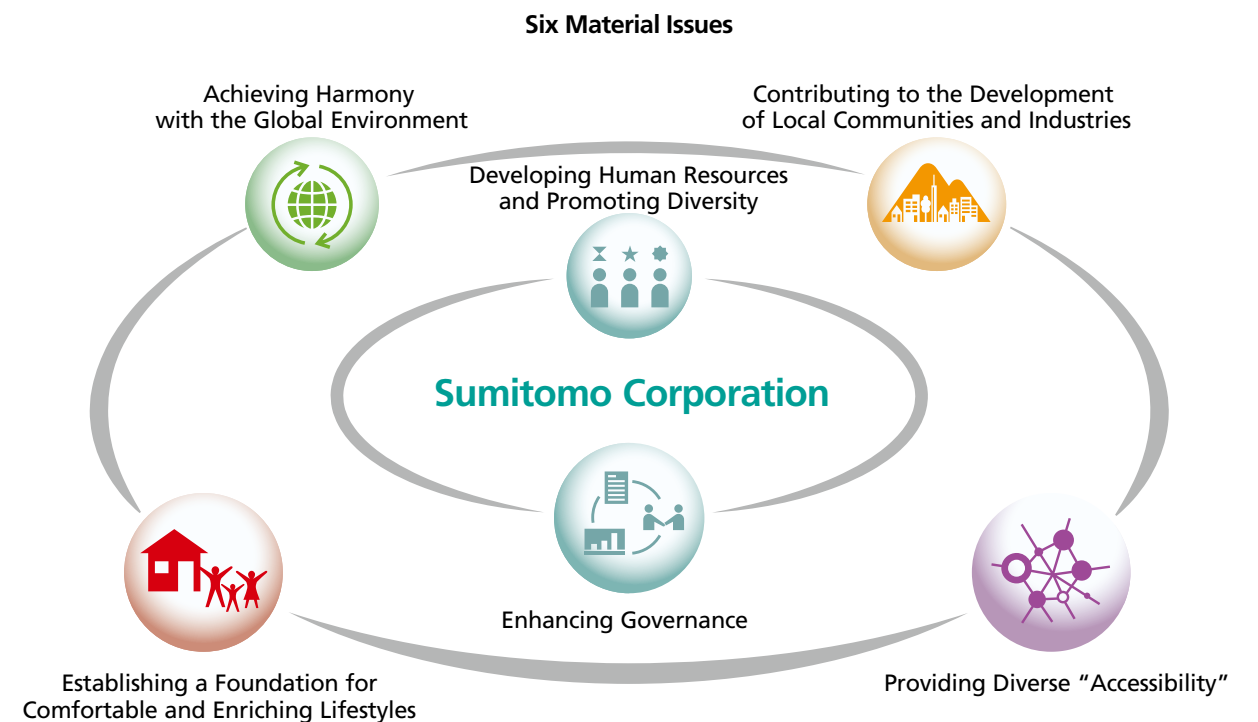 Six Material Issues
Achieving Harmony
with the Global Environment
Contributing to the Development
of Local Communities and Industries
Developing Human Resources
and Promoting Diversity
Sumitomo Corporation
Enhancing Governance
Establishing a Foundation for
Comfortable and Enriching Lifestyles
Providing Diverse “Accessibility”